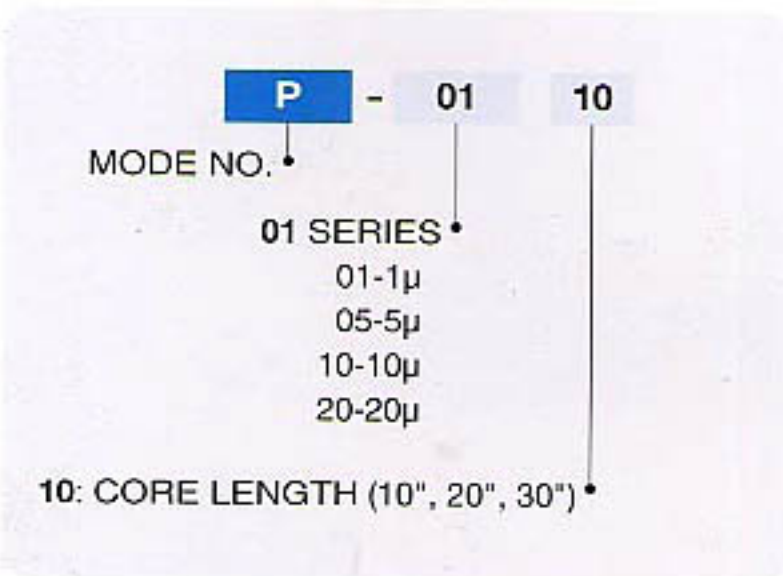 P - 01 10
MODE NO.
01 SERIES
01-1µ
05-5µ
10-10µ
20-20µ
10: CORE LENGTH (10", 20", 30")